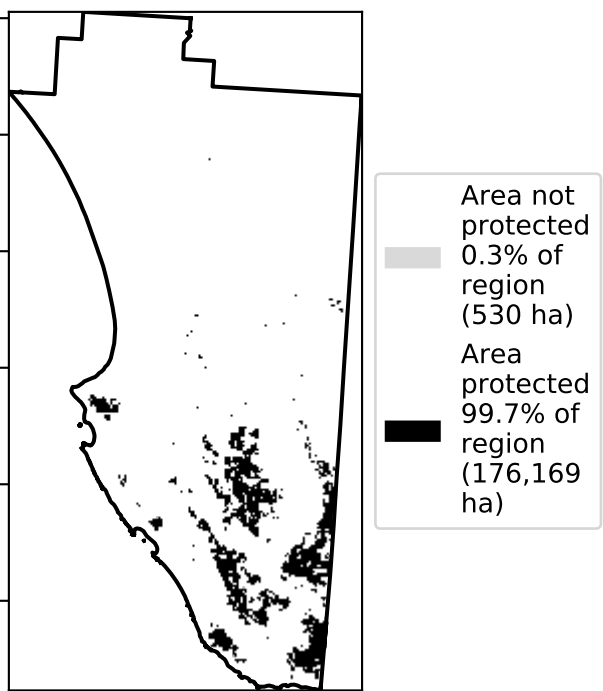 Area not
protected
0.3% of
region
(530 ha)
Area
protected
99.7% of
region
(176,169
ha)